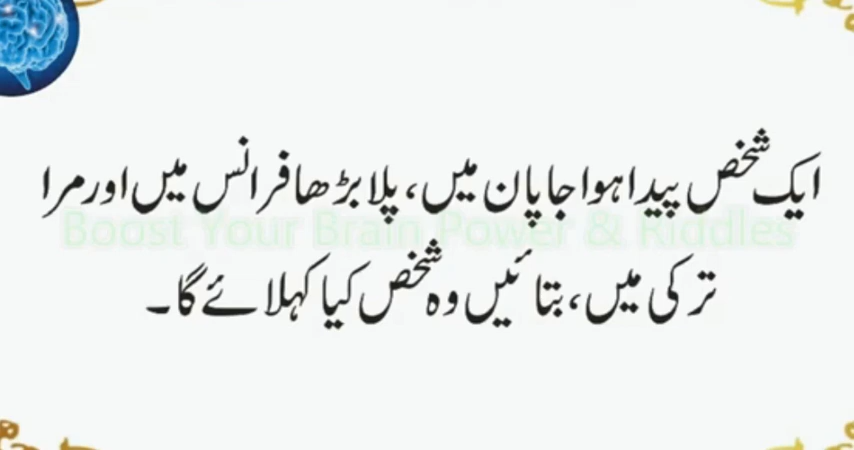 ایک شخص پیدا ہوا جاپان میں، پلا بڑھا فرانس میں اور مرا
Boost Your Brain Power & Riddles
ترکی میں، بتائیں وہ شخص کیا کہلائے گا۔